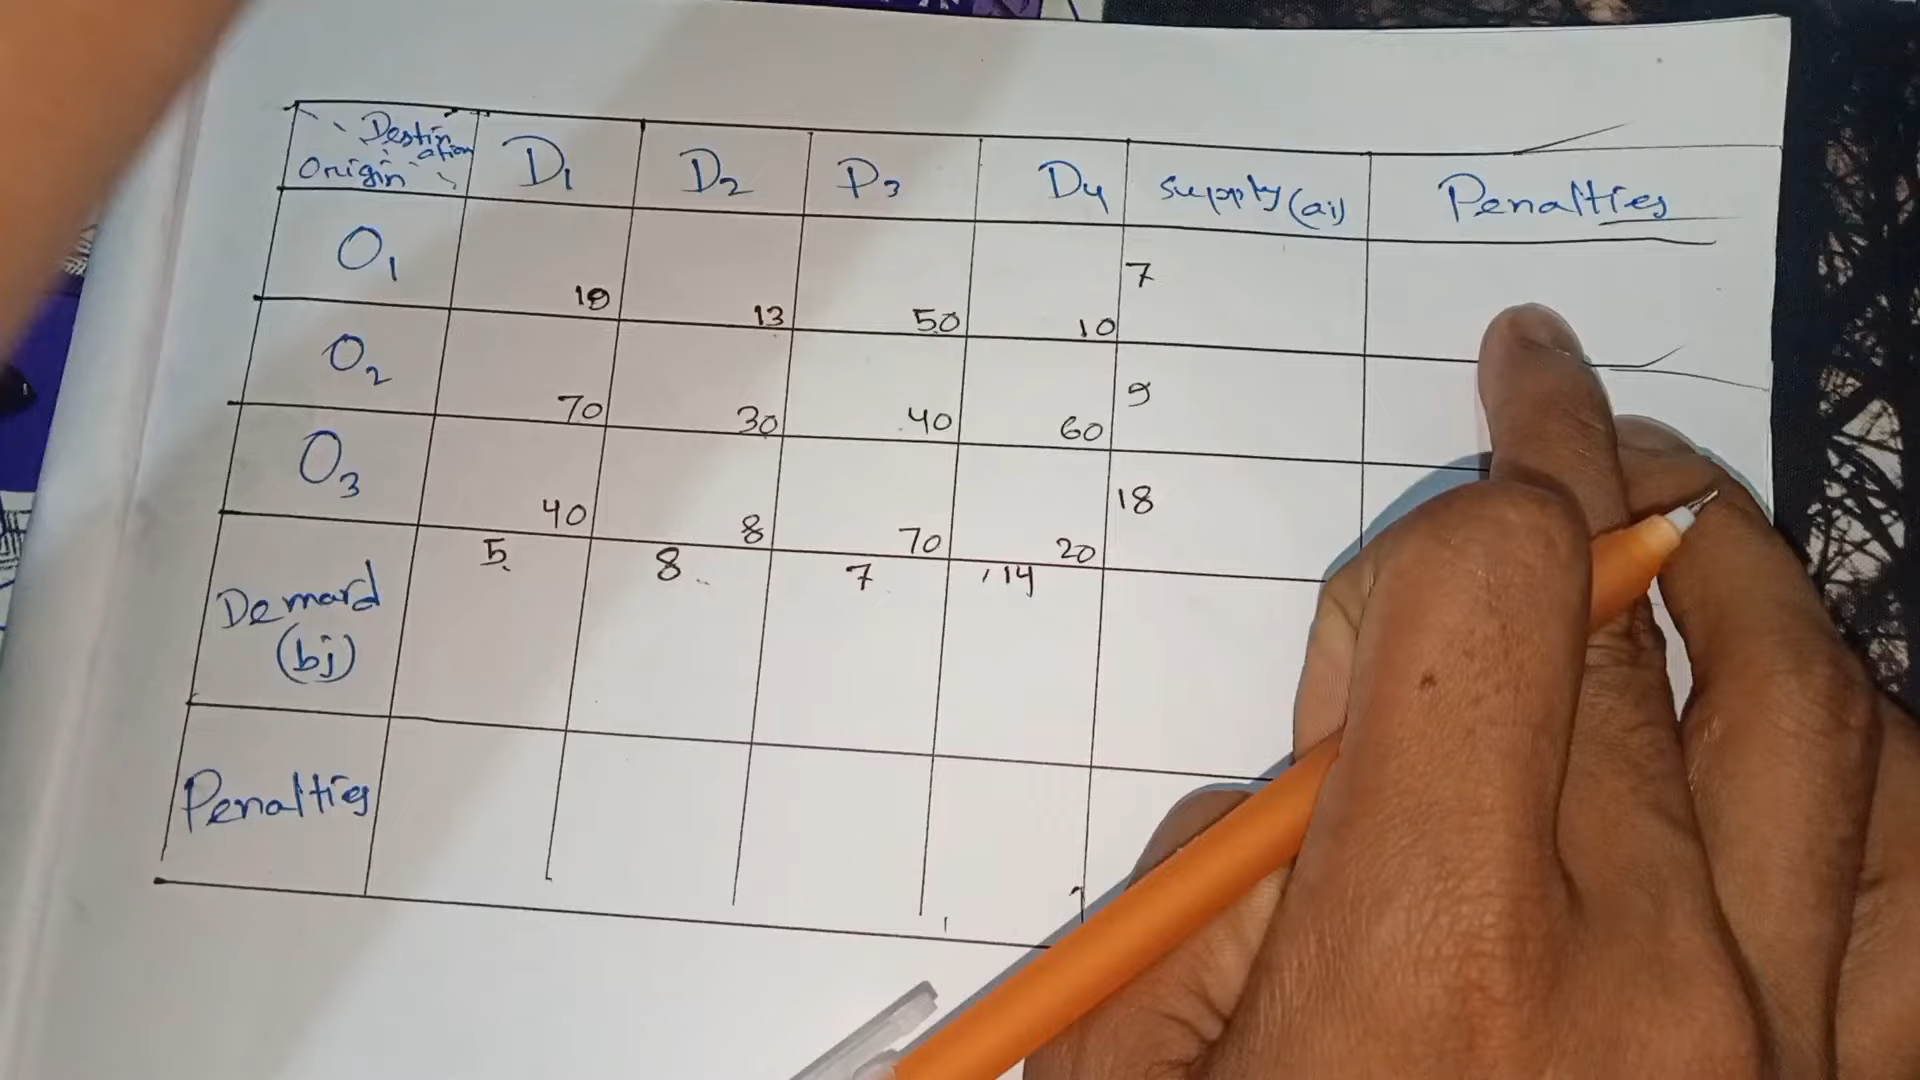 Destination
Origin D1 D2 D3 D4 supply (ai) Penalties
O1 19 13 50 10 7
O2 70 30 40 60 9
O3 40 8 70 20 18
Demand (bj) 5 8 7 14
Penalties